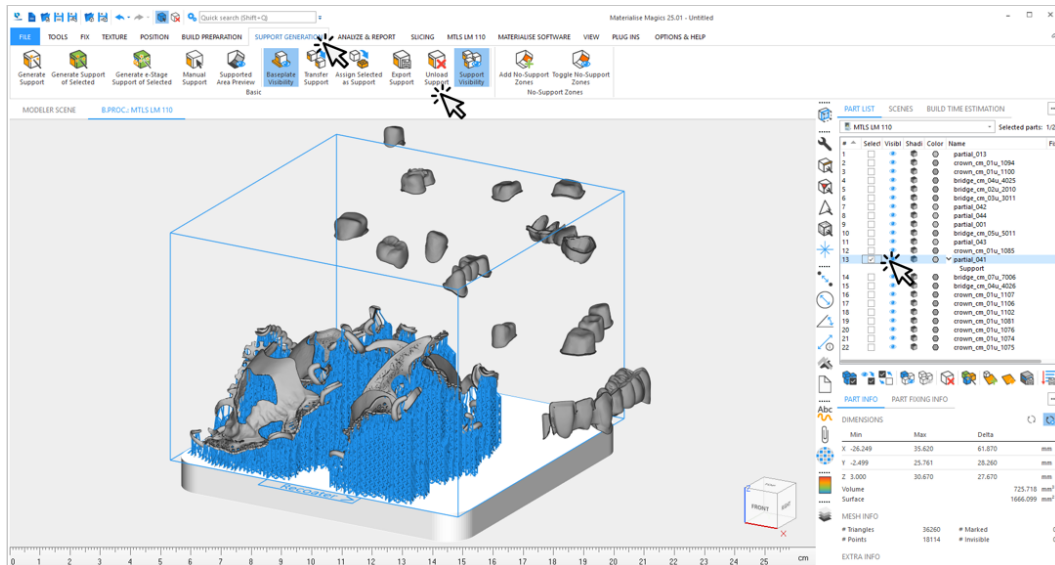 Quick search (Shift+Q)
Materialise Magics 25.01 - Untitled
FILE TOOLS FIX TEXTURE POSITION BUILD PREPARATION SUPPORT GENERATION ANALYZE & REPORT SLICING MTLS LM 110 MATERIALISE SOFTWARE VIEW PLUG INS OPTIONS & HELP
Generate Support
Generate Support of Selected
Generate e-Stage Support of Selected
Manual Support
Supported Area Preview
Baseplate Visibility
Transfer Support
Assign Selected as Support
Export Support
Unload Support
Support Visibility
Add No-Support Zones
Toggle No-Support Zones
Basic
No-Support Zones
MODELER SCENE B.PROC.: MTLS LM 110
PART LIST SCENES BUILD TIME ESTIMATION
MTLS LM 110 Selected parts: 1/2
# Select Visibl Shadi Color Name
1 partial_013
2 crown_cm_01u_1094
3 crown_cm_01u_1100
4 bridge_cm_04u_4025
5 bridge_cm_02u_2010
6 bridge_cm_03u_3011
7 partial_042
8 partial_044
9 partial_001
10 bridge_cm_05u_5011
11 partial_043
12 crown_cm_01u_1085
13 partial_041
Support
14 bridge_cm_07u_7006
15 bridge_cm_04u_4026
16 crown_cm_01u_1107
17 crown_cm_01u_1106
18 crown_cm_01u_1102
19 crown_cm_01u_1081
20 crown_cm_01u_1076
21 crown_cm_01u_1074
22 crown_cm_01u_1075
PART INFO PART FIXING INFO
DIMENSIONS
Min Max Delta
X -26.249 35.620 61.870 mm
Y -2.499 25.761 28.260 mm
Z 3.000 30.670 27.670 mm
Volume 725.718 mm³
Surface 1666.099 mm²
MESH INFO
# Triangles 36260 # Marked
# Points 18114 # Invisible
EXTRA INFO
Abc
Recoater
FRONT
Z
X
0 1 2 3 4 5 6 7 8 9 10 11 12 13 14 15 16 17 18 19 20 21 22 23 24 25 cm